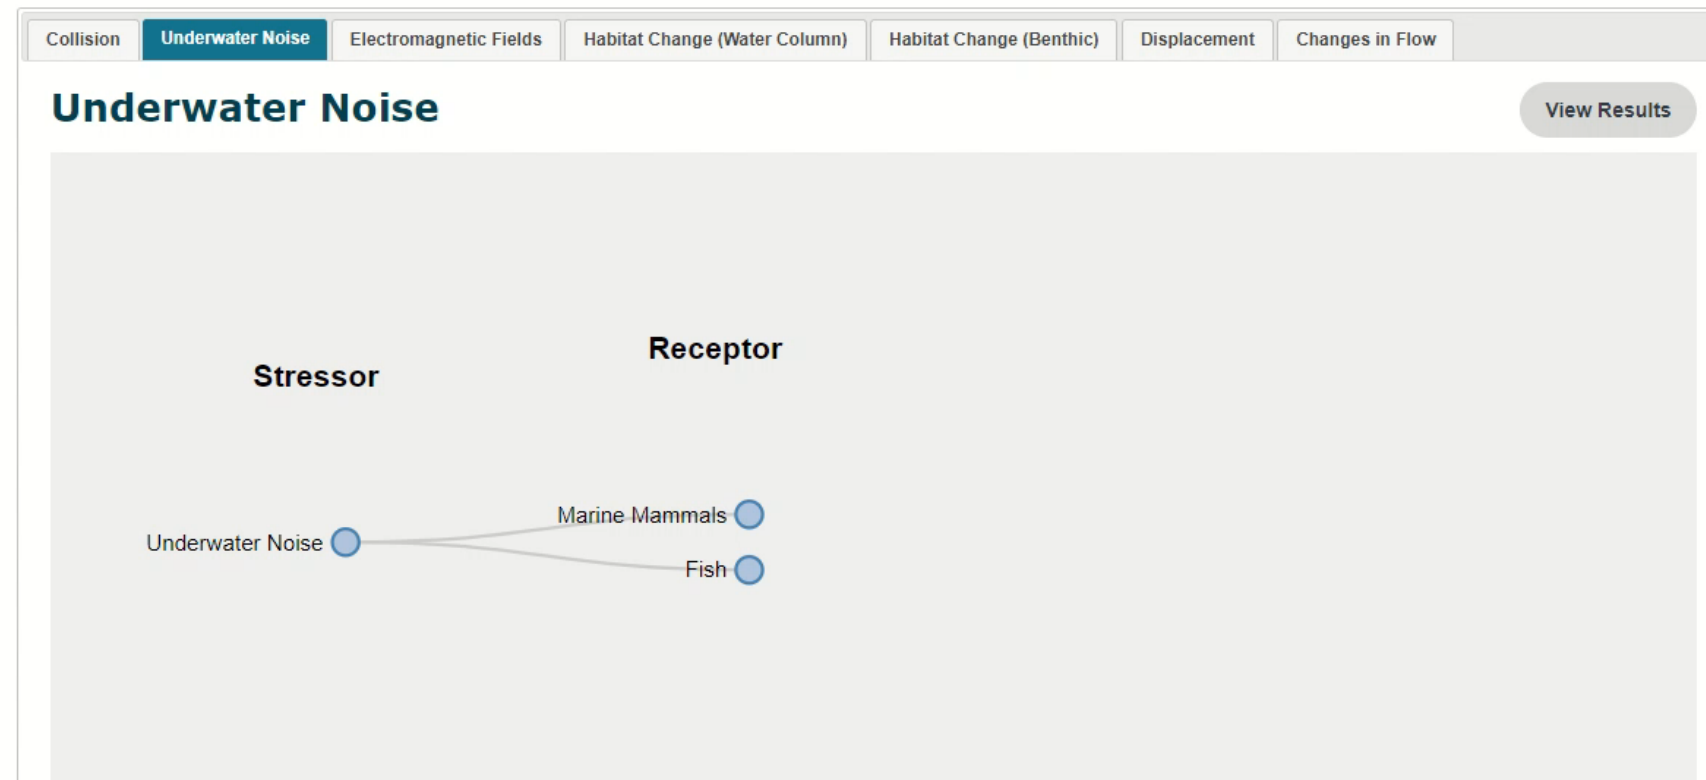 Collision Underwater Noise Electromagnetic Fields Habitat Change (Water Column) Habitat Change (Benthic) Displacement Changes in Flow
Underwater Noise
View Results
Receptor
Stressor
Marine Mammals
Underwater Noise
Fish